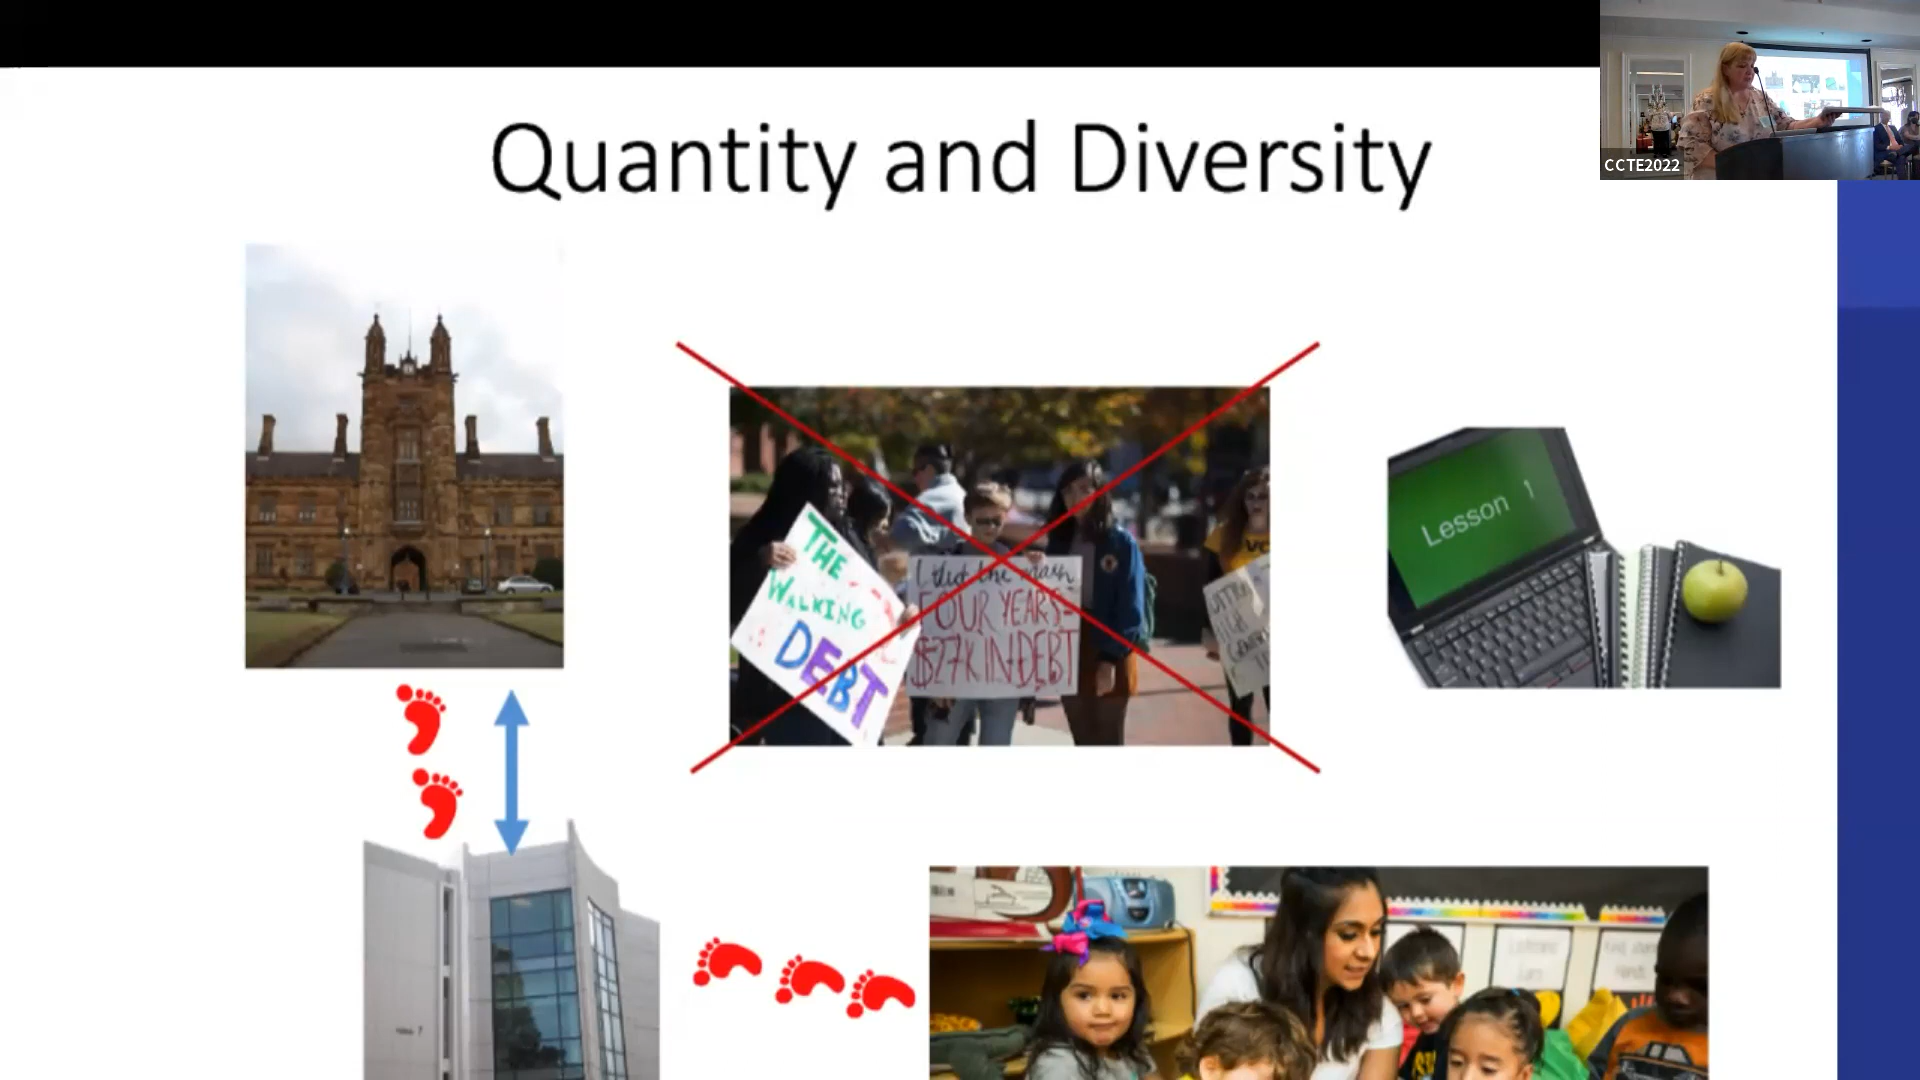 CCTE2022
Quantity and Diversity
THE
WALKING
DEBT
I did the math
FOUR YEARS=
$27K IN DEBT
Lesson 1